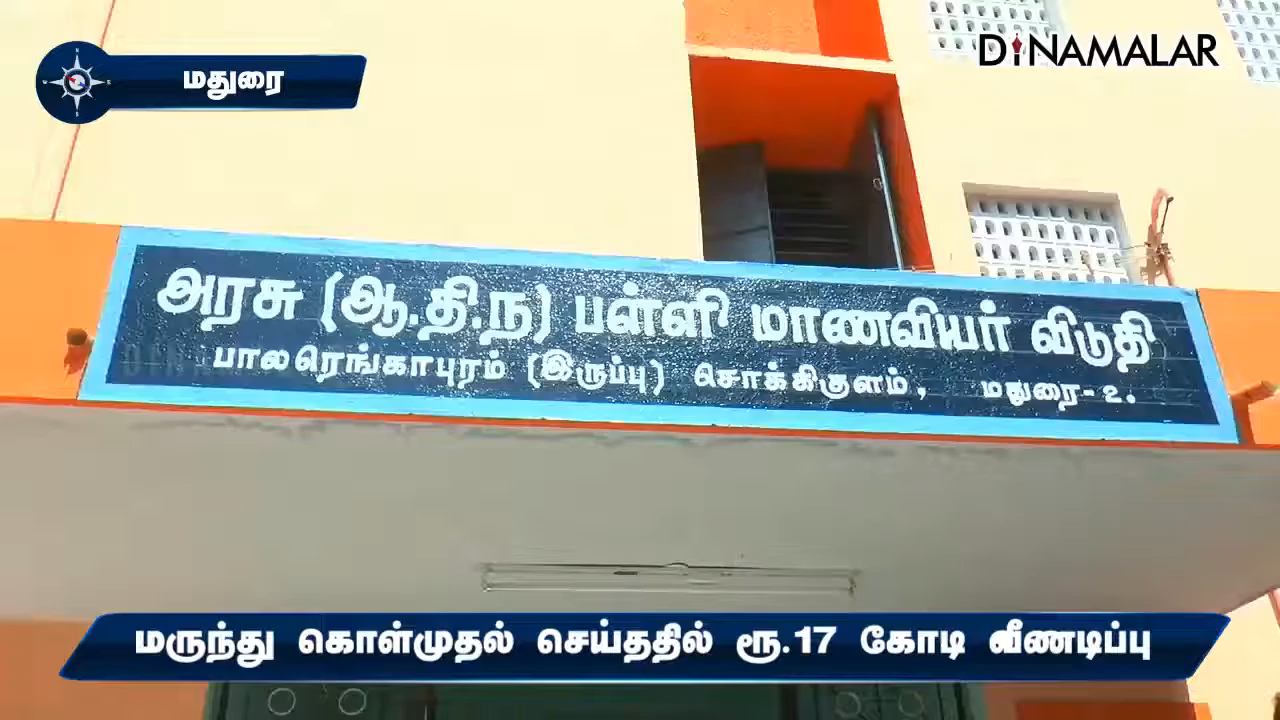 DINAMALAR
மதுரை
அரசு (ஆ.தி.ந) பள்ளி மாணவியர் விடுதி
பாலரெங்காபுரம் (இருப்பு) சொக்கிகுளம், மதுரை-2.
மருந்து கொள்முதல் செய்ததில் ரூ.17 கோடி வீணடிப்பு